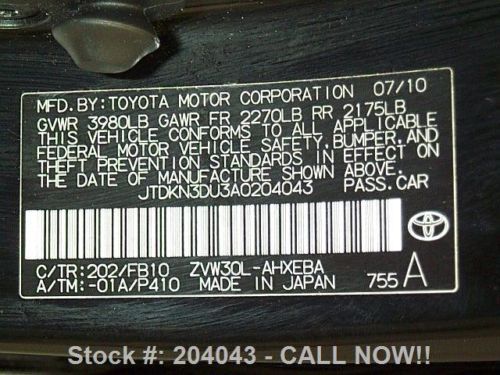 MFD. BY: TOYOTA MOTOR CORPORATION 07/10
GVWR 3980LB GAWR FR 2270LB RR 2175LB
THIS VEHICLE CONFORMS TO ALL APPLICABLE
FEDERAL MOTOR VEHICLE SAFETY, BUMPER, AND
THEFT PREVENTION STANDARDS IN EFFECT ON
THE DATE OF MANUFACTURE SHOWN ABOVE.
JTDKN3DU3A0204043 PASS. CAR
C/TR: 202/FB10 ZVW30L-AHXEBA
A/TM: -01A/P410 MADE IN JAPAN 755 A
Stock #: 204043 - CALL NOW!!